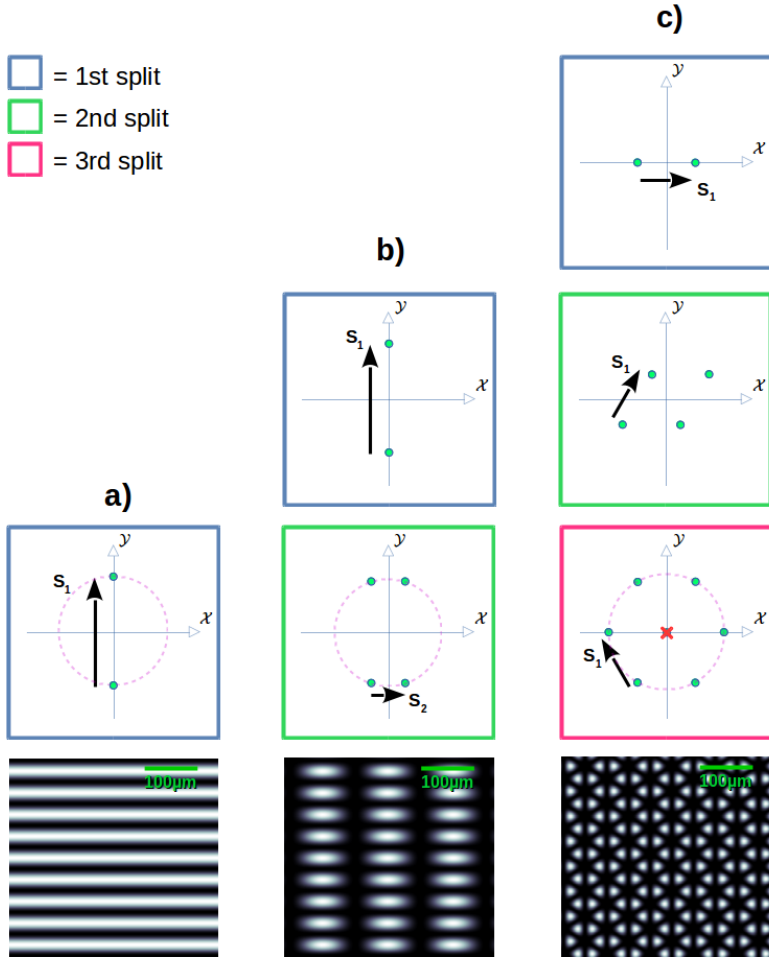 c)
= 1st split
= 2nd split
= 3rd split
y
x
S1
b)
y
x
S1
y
x
S1
a)
y
x
S1
y
x
S2
y
x
S1
100μm
100μm
100μm